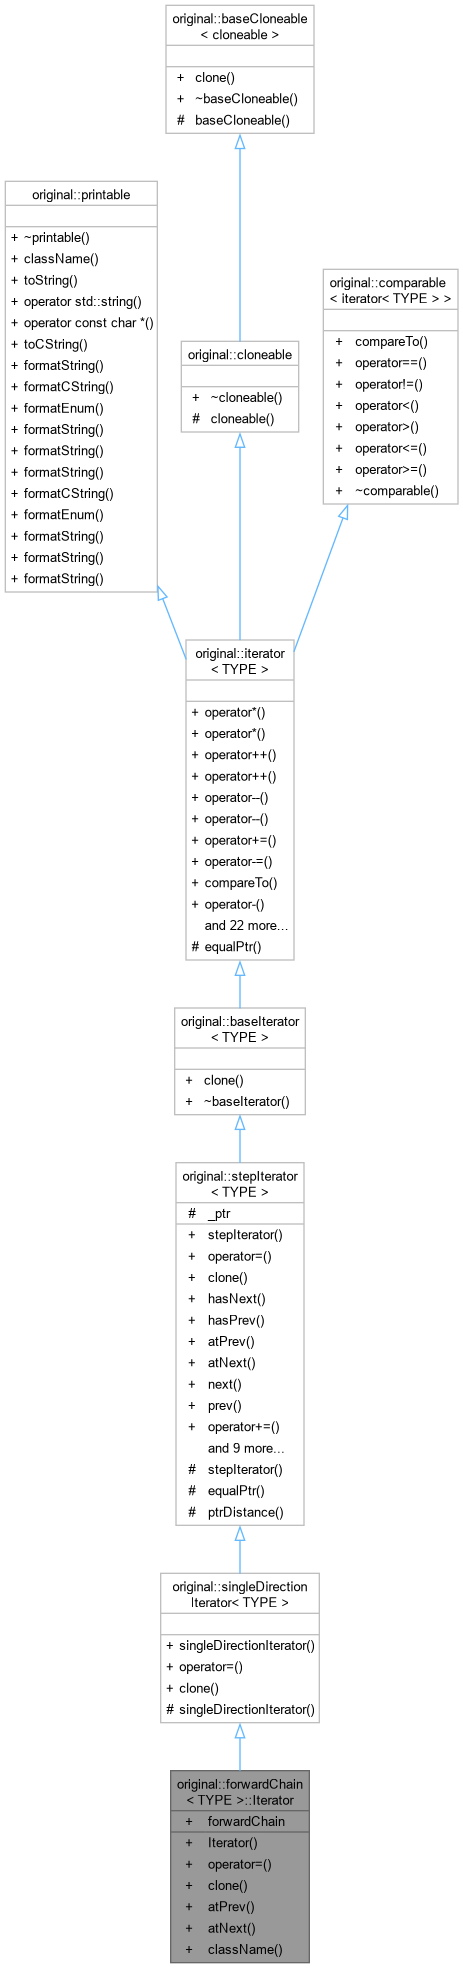 original::baseCloneable
< cloneable >
+ clone()
+ ~baseCloneable()
# baseCloneable()
original::printable
+ ~printable()
+ className()
+ toString()
+ operator std::string()
+ operator const char *()
+ toCString()
+ formatString()
+ formatCString()
+ formatEnum()
+ formatString()
+ formatString()
+ formatString()
+ formatCString()
+ formatEnum()
+ formatString()
+ formatString()
+ formatString()
original::cloneable
+ ~cloneable()
# cloneable()
original::comparable
< iterator< TYPE > >
+ compareTo()
+ operator==()
+ operator!=()
+ operator<()
+ operator>()
+ operator<=()
+ operator>=()
+ ~comparable()
original::iterator
< TYPE >
+ operator*()
+ operator*()
+ operator++()
+ operator++()
+ operator--()
+ operator--()
+ operator+=()
+ operator-=()
+ compareTo()
+ operator-()
and 22 more...
# equalPtr()
original::baseIterator
< TYPE >
+ clone()
+ ~baseIterator()
original::stepIterator
< TYPE >
# _ptr
+ stepIterator()
+ operator=()
+ clone()
+ hasNext()
+ hasPrev()
+ atPrev()
+ atNext()
+ next()
+ prev()
+ operator+=()
and 9 more...
# stepIterator()
# equalPtr()
# ptrDistance()
original::singleDirection
Iterator< TYPE >
+ singleDirectionIterator()
+ operator=()
+ clone()
# singleDirectionIterator()
original::forwardChain
< TYPE >::Iterator
+ forwardChain
+ Iterator()
+ operator=()
+ clone()
+ atPrev()
+ atNext()
+ className()